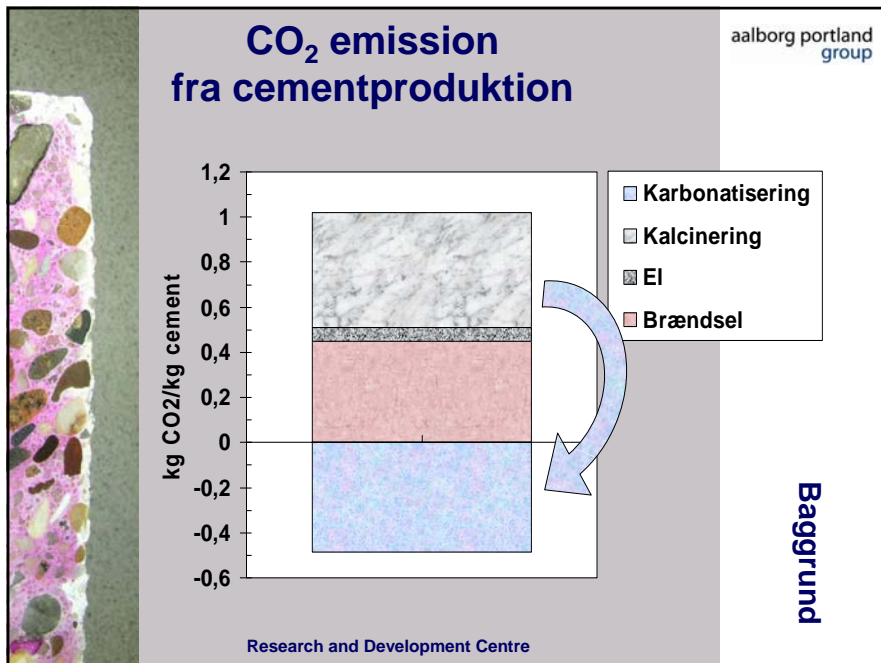 CO₂ emission
fra cementproduktion
aalborg portland
group
1,2
1
0,8
0,6
0,4
0,2
0
-0,2
-0,4
-0,6
kg CO2/kg cement
Karbonatisering
Kalcinering
El
Brændsel
Baggrund
Research and Development Centre